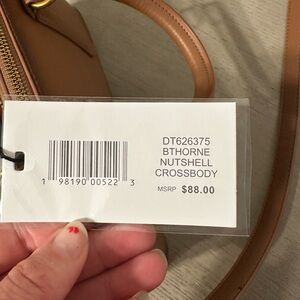 DT626375
BTHORNE
NUTSHELL
CROSSBODY
MSRP $88.00
1 98190 00522 3